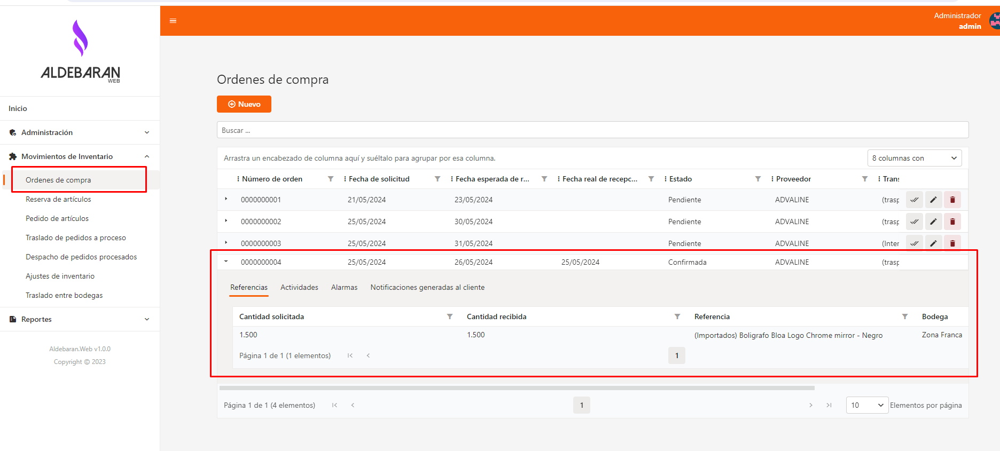 Administrador
admin
ALDEBARAN
WEB
Inicio
Administración
Movimientos de Inventario
Ordenes de compra
Reserva de artículos
Pedido de artículos
Traslado de pedidos a proceso
Despacho de pedidos procesados
Ajustes de inventario
Traslado entre bodegas
Reportes
Aldebaran.Web v1.0.0
Copyright © 2023
Ordenes de compra
Nuevo
Buscar ...
Arrastra un encabezado de columna aquí y suéltalo para agrupar por esa columna. 8 columnas con
Número de orden Fecha de solicitud Fecha esperada de r... Fecha real de recepc... Estado Proveedor Trans
0000000001 21/05/2024 23/05/2024 Pendiente ADVALINE (trasp
0000000002 25/05/2024 30/05/2024 Pendiente ADVALINE (trasp
0000000003 25/05/2024 31/05/2024 Pendiente ADVALINE (Inter
0000000004 25/05/2024 26/05/2024 25/05/2024 Confirmada ADVALINE (trasp
Referencias Actividades Alarmas Notificaciones generadas al cliente
Cantidad solicitada Cantidad recibida Referencia Bodega
1.500 1.500 (Importados) Boligrafo Bloa Logo Chrome mirror - Negro Zona Franca
Página 1 de 1 (1 elementos) 1
Página 1 de 1 (4 elementos) 1 10 Elementos por página